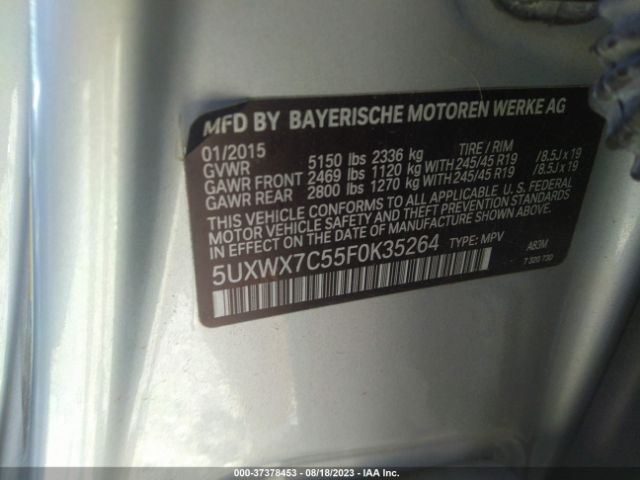 MFD BY BAYERISCHE MOTOREN WERKE AG
01/2015 TIRE / RIM
GVWR 5150 lbs 2336 kg
GAWR FRONT 2469 lbs 1120 kg WITH 245/45 R19 / 8.5J x 19
GAWR REAR 2800 lbs 1270 kg WITH 245/45 R19 / 8.5J x 19
THIS VEHICLE CONFORMS TO ALL APPLICABLE U.S. FEDERAL
MOTOR VEHICLE SAFETY AND THEFT PREVENTION STANDARDS
IN EFFECT ON THE DATE OF MANUFACTURE SHOWN ABOVE.
5UXWX7C55F0K35264 TYPE: MPV A83M
T 320 730
000-37378453 - 08/18/2023 - IAA Inc.